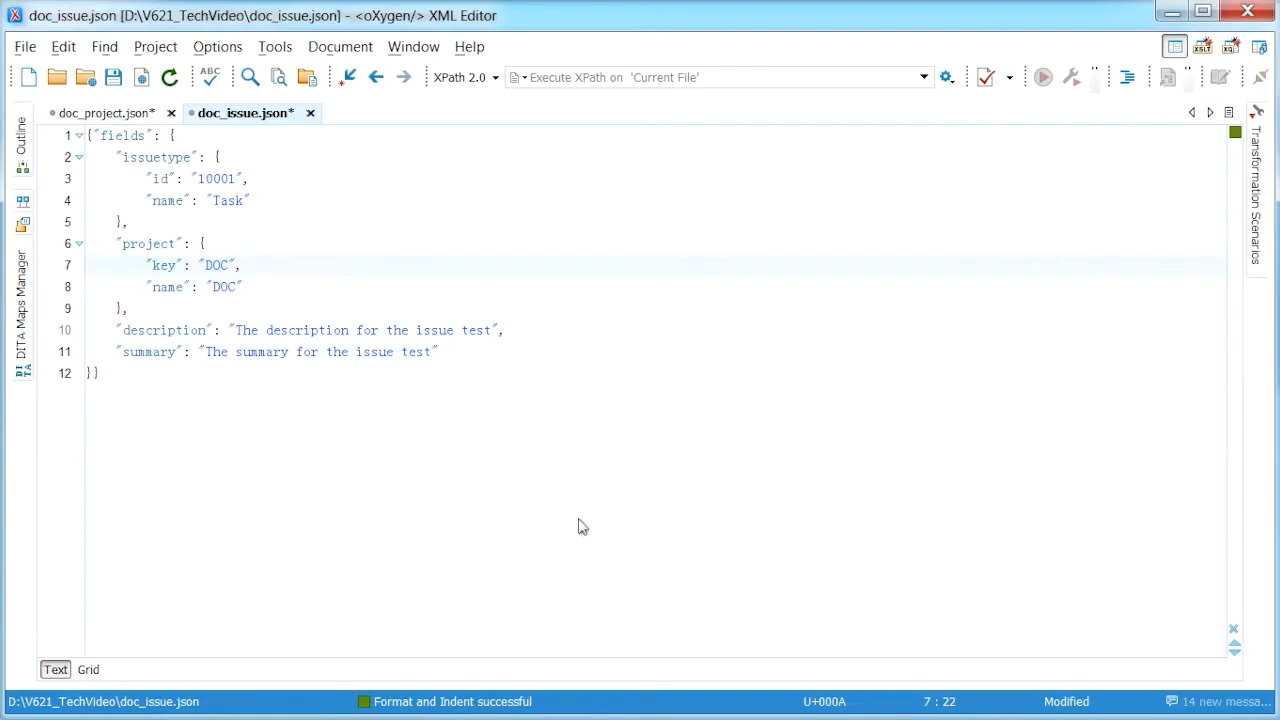 doc_issue.json [D:\V621_TechVideo\doc_issue.json] - <oXygen/> XML Editor
File Edit Find Project Options Tools Document Window Help
ABC XPath 2.0 Execute XPath on 'Current File'
doc_project.json* doc_issue.json*
Outline
DITA Maps Manager
Transformation Scenarios
1 {"fields": {
2 "issuetype": {
3 "id": "10001",
4 "name": "Task"
5 },
6 "project": {
7 "key": "DOC",
8 "name": "DOC"
9 },
10 "description": "The description for the issue test",
11 "summary": "The summary for the issue test"
12 }}
Text Grid
D:\V621_TechVideo\doc_issue.json Format and Indent successful U+000A 7 : 22 Modified 14 new messa...